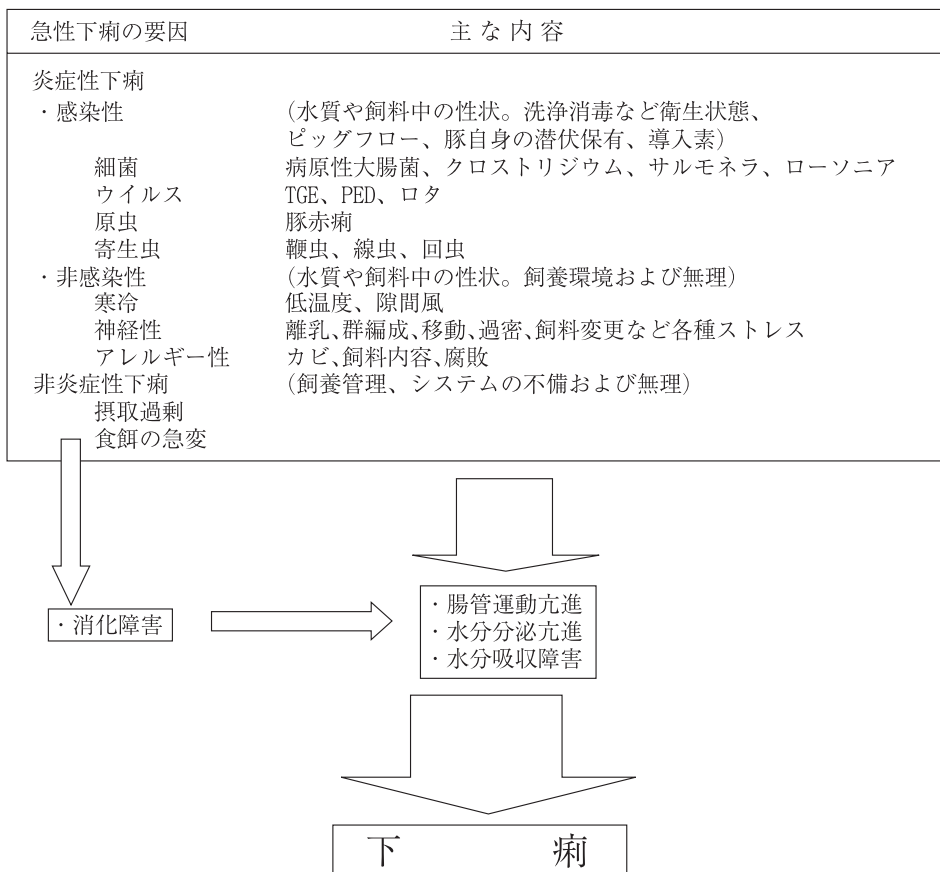 急性下痢の要因 主な内容
炎症性下痢
・感染性 (水質や飼料中の性状。洗浄消毒など衛生状態、
ピッグフロー、豚自身の潜伏保有、導入素)
細菌 病原性大腸菌、クロストリジウム、サルモネラ、ローソニア
ウイルス TGE、PED、ロタ
原虫 豚赤痢
寄生虫 鞭虫、線虫、回虫
・非感染性 (水質や飼料中の性状。飼養環境および無理)
寒冷 低温度、隙間風
神経性 離乳、群編成、移動、過密、飼料変更など各種ストレス
アレルギー性 カビ、飼料内容、腐敗
非炎症性下痢 (飼養管理、システムの不備および無理)
摂取過剰
食餌の急変
・消化障害
・腸管運動亢進
・水分分泌亢進
・水分吸収障害
下痢